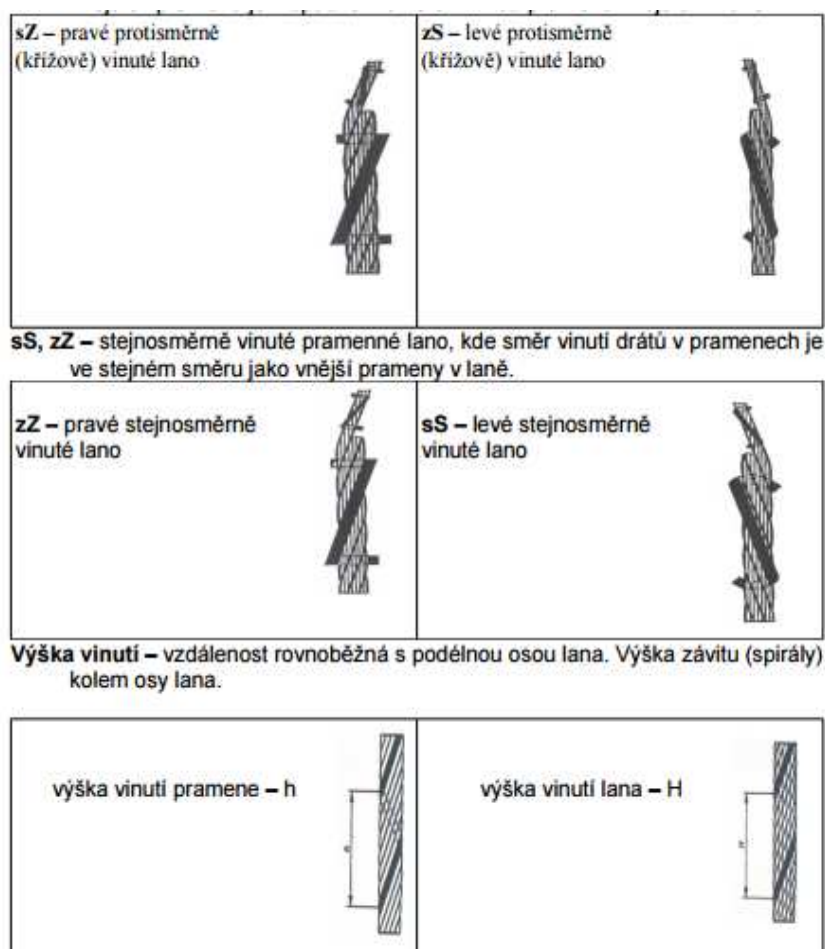 sZ – pravé protisměrně
(křížově) vinuté lano
zS – levé protisměrně
(křížově) vinuté lano
sS, zZ – stejnosměrně vinuté pramenné lano, kde směr vinutí drátů v pramenech je
ve stejném směru jako vnější prameny v laně.
zZ – pravé stejnosměrně
vinuté lano
sS – levé stejnosměrně
vinuté lano
Výška vinutí – vzdálenost rovnoběžná s podélnou osou lana. Výška závitu (spirály)
kolem osy lana.
výška vinutí pramene – h
výška vinutí lana – H